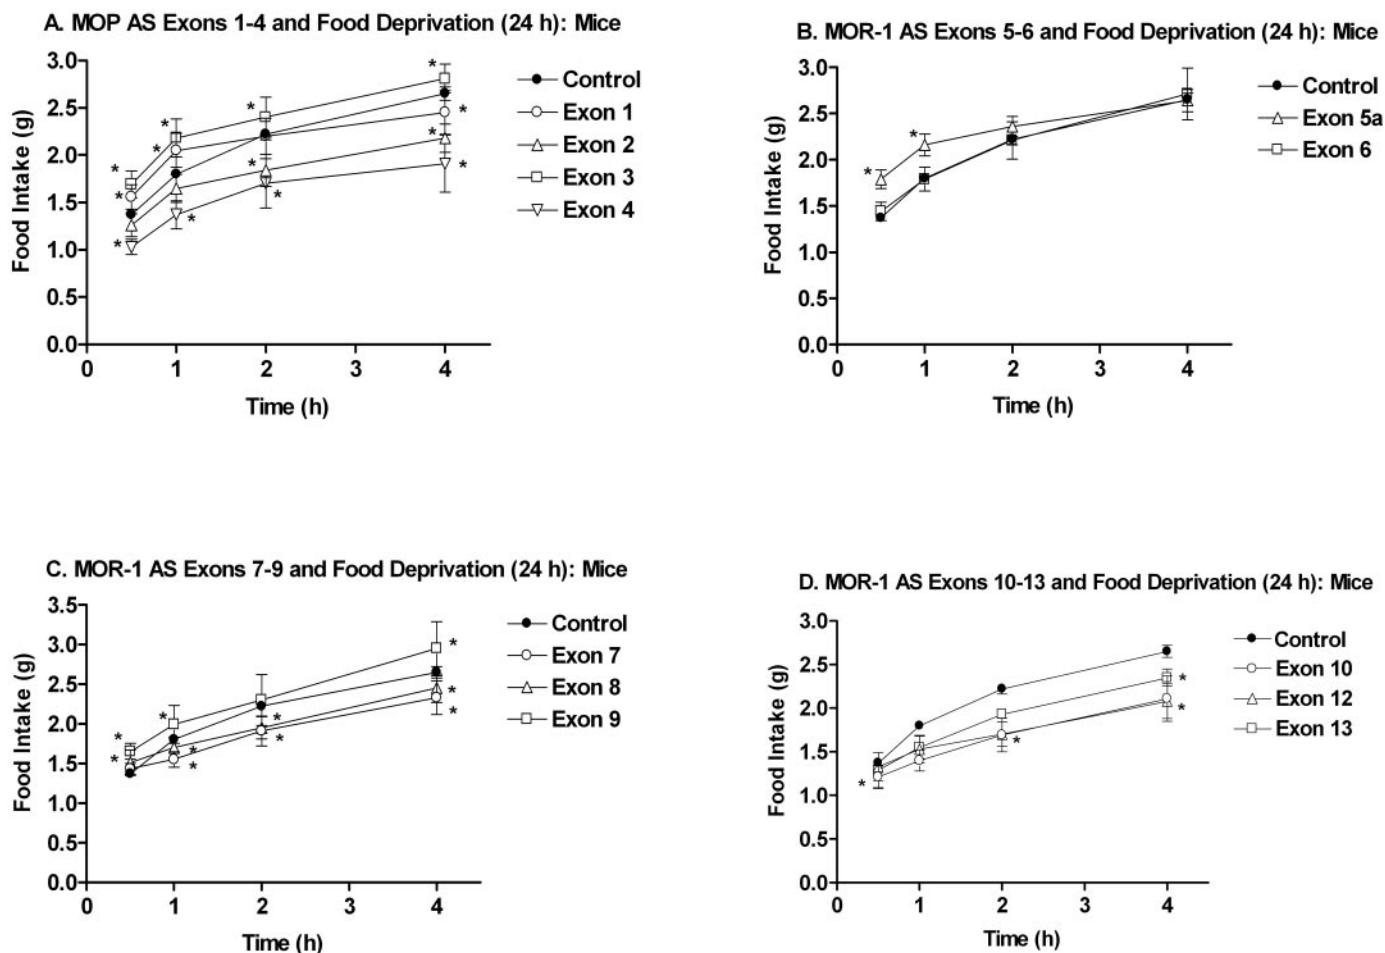 A. MOP AS Exons 1-4 and Food Deprivation (24 h): Mice
3.0
2.5
2.0
1.5
1.0
0.5
0.0
Food Intake (g)
0
1
2
3
4
Time (h)
Control
Exon 1
Exon 2
Exon 3
Exon 4
* * * * * * * * * * * * *
B. MOR-1 AS Exons 5-6 and Food Deprivation (24 h): Mice
3.0
2.5
2.0
1.5
1.0
0.5
0.0
Food Intake (g)
0
1
2
3
4
Time (h)
Control
Exon 5a
Exon 6
* *
C. MOR-1 AS Exons 7-9 and Food Deprivation (24 h): Mice
3.5
3.0
2.5
2.0
1.5
1.0
0.5
0.0
Food Intake (g)
0
1
2
3
4
Time (h)
Control
Exon 7
Exon 8
Exon 9
* * * * * * * * * *
D. MOR-1 AS Exons 10-13 and Food Deprivation (24 h): Mice
3.0
2.5
2.0
1.5
1.0
0.5
0.0
Food Intake (g)
0
1
2
3
4
Time (h)
Control
Exon 10
Exon 12
Exon 13
* * * *